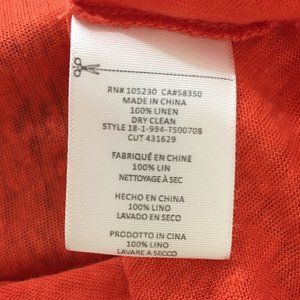 RN# 105230 CA#58350
MADE IN CHINA
100% LINEN
DRY CLEAN
STYLE 18-1-994-TS00708
CUT 431629
FABRIQUÉ EN CHINE
100% LIN
NETTOYAGE À SEC
HECHO EN CHINA
100% LINO
LAVADO EN SECO
PRODOTTO IN CINA
100% LINO
LAVARE A SECCO